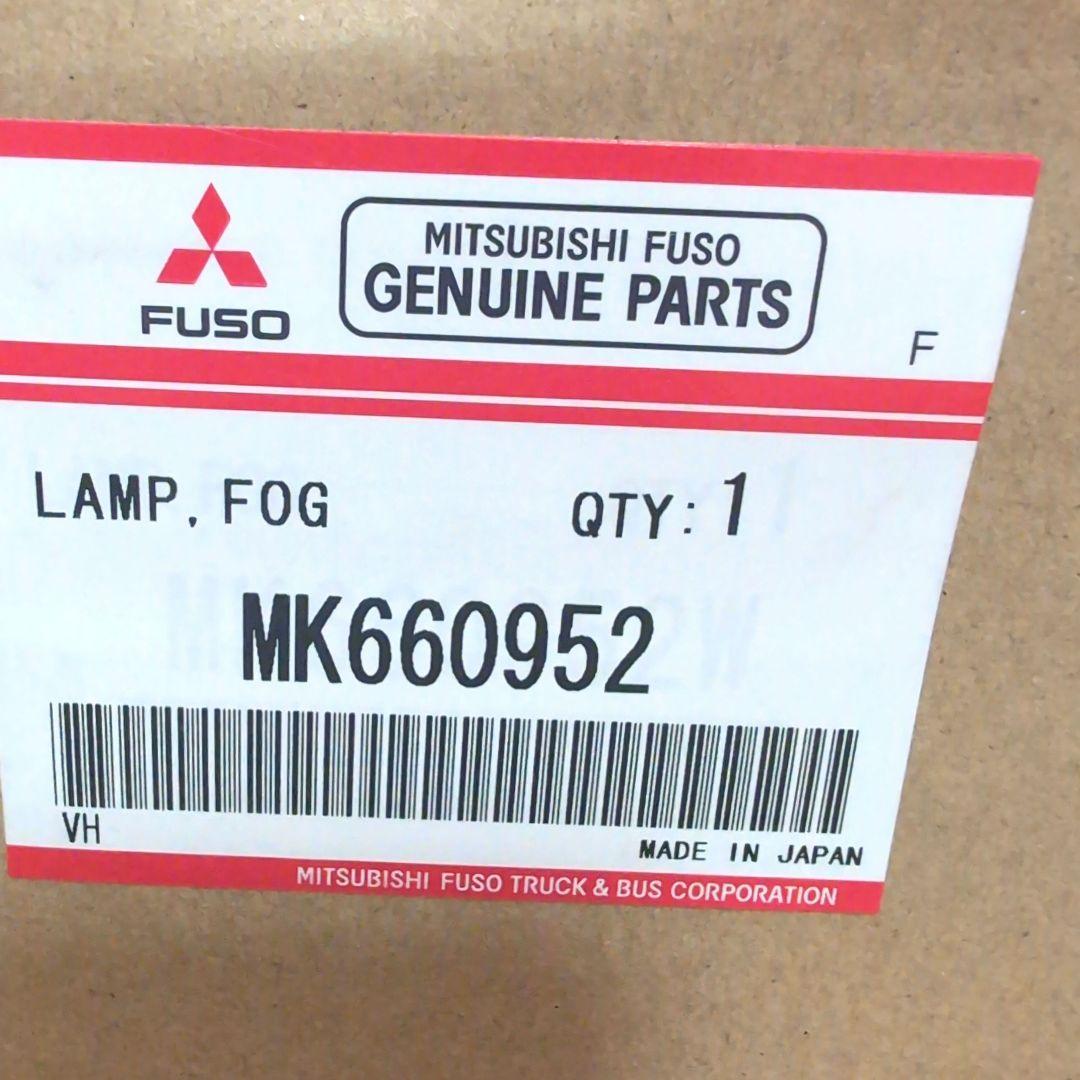 FUSO
MITSUBISHI FUSO
GENUINE PARTS
F
LAMP, FOG QTY: 1
MK660952
VH
MADE IN JAPAN
MITSUBISHI FUSO TRUCK & BUS CORPORATION